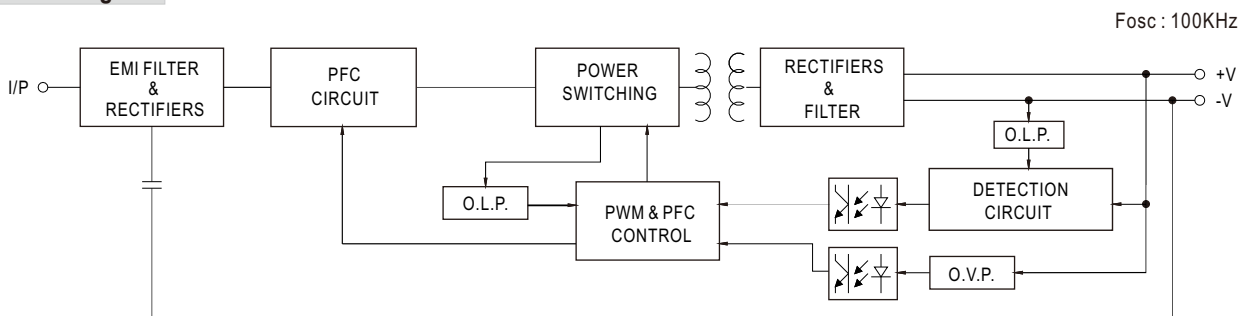 Fosc : 100KHz
I/P
EMI FILTER
&
RECTIFIERS
PFC
CIRCUIT
POWER
SWITCHING
RECTIFIERS
&
FILTER
+V
-V
O.L.P.
O.L.P.
PWM & PFC
CONTROL
DETECTION
CIRCUIT
O.V.P.